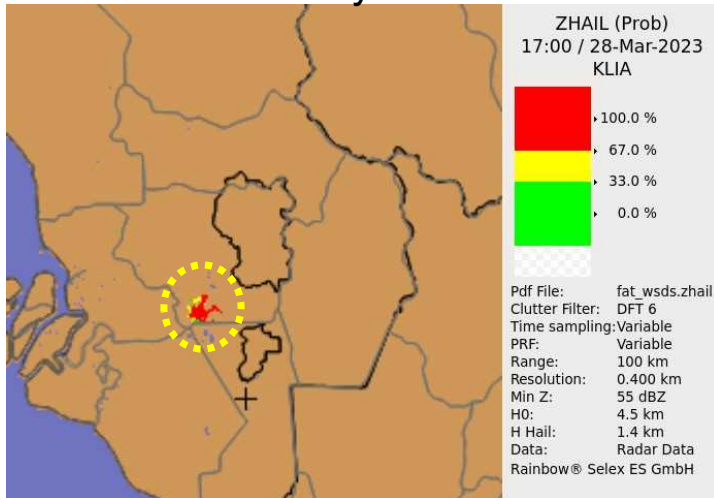 ZHAIL (Prob)
17:00 / 28-Mar-2023
KLIA
100.0 %
67.0 %
33.0 %
0.0 %
Pdf File: fat_wsds.zhail
Clutter Filter: DFT 6
Time sampling:Variable
PRF: Variable
Range: 100 km
Resolution: 0.400 km
Min Z: 55 dBZ
H0: 4.5 km
H Hail: 1.4 km
Data: Radar Data
Rainbow® Selex ES GmbH